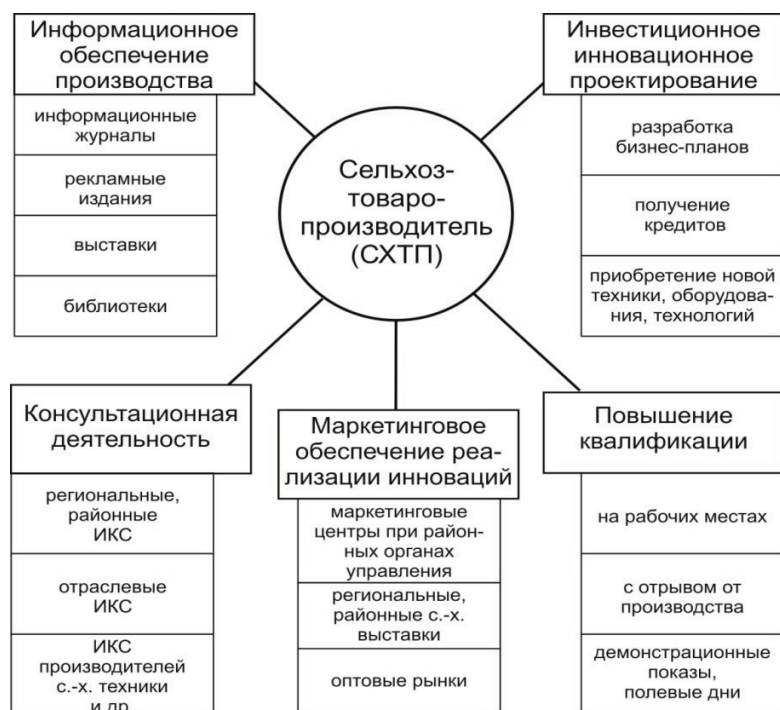 Информационное
обеспечение
производства
информационные
журналы
рекламные
издания
выставки
библиотеки
Инвестиционное
инновационное
проектирование
разработка
бизнес-планов
получение
кредитов
приобретение новой
техники, оборудова-
ния, технологий
Сельхоз-
товаро-
производитель
(СХТП)
Консультационная
деятельность
региональные,
районные
ИКС
отраслевые
ИКС
ИКС
производителей
с.-х. техники
и др
Маркетинговое
обеспечение реа-
лизации инноваций
маркетинговые
центры при район-
ных органах
управления
региональные,
районные с.-х.
выставки
оптовые рынки
Повышение
квалификации
на рабочих местах
с отрывом от
производства
демонстрационные
показы,
полевые дни